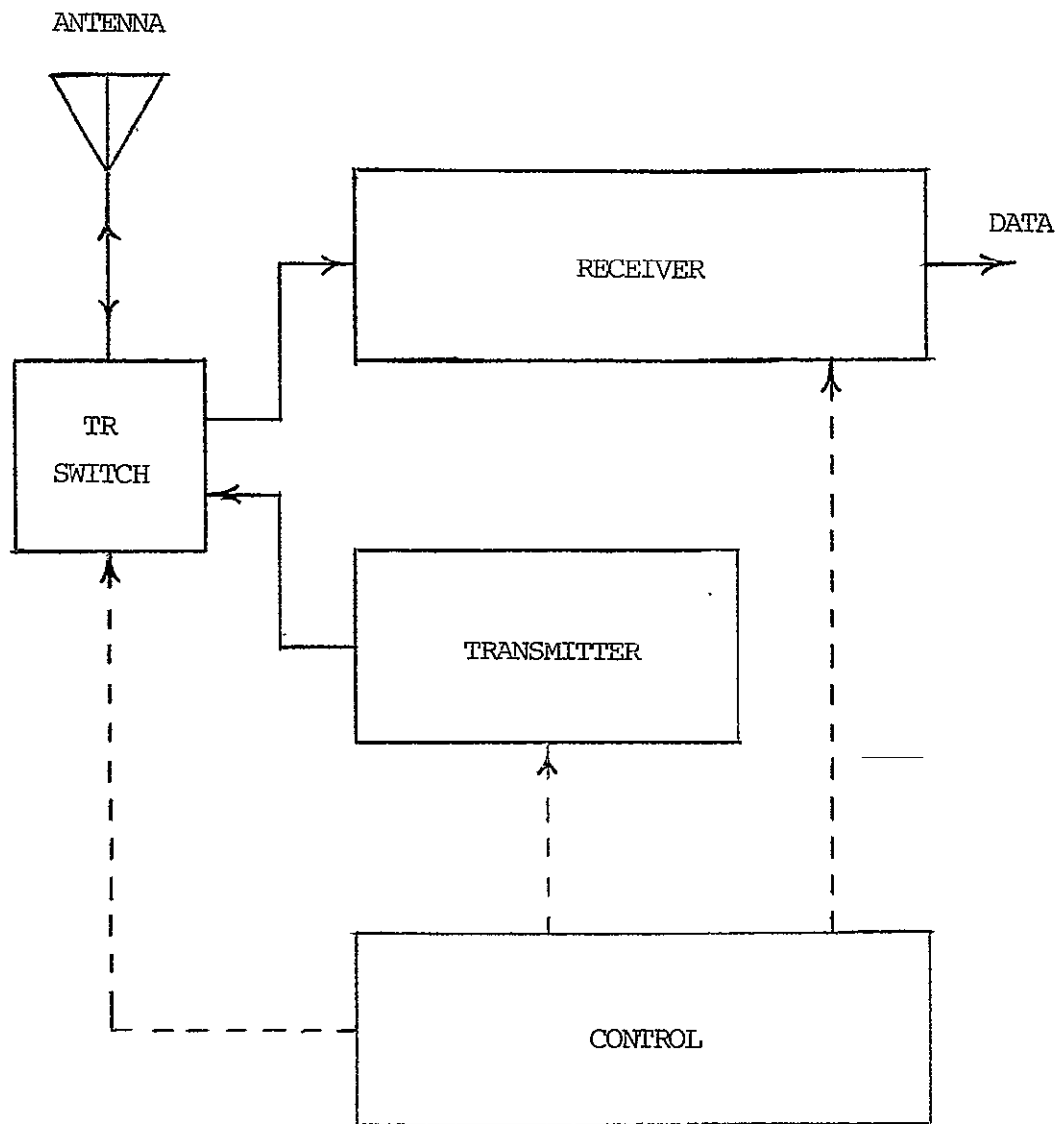 ANTENNA
DATA
RECEIVER
TR
SWITCH
TRANSMITTER
CONTROL